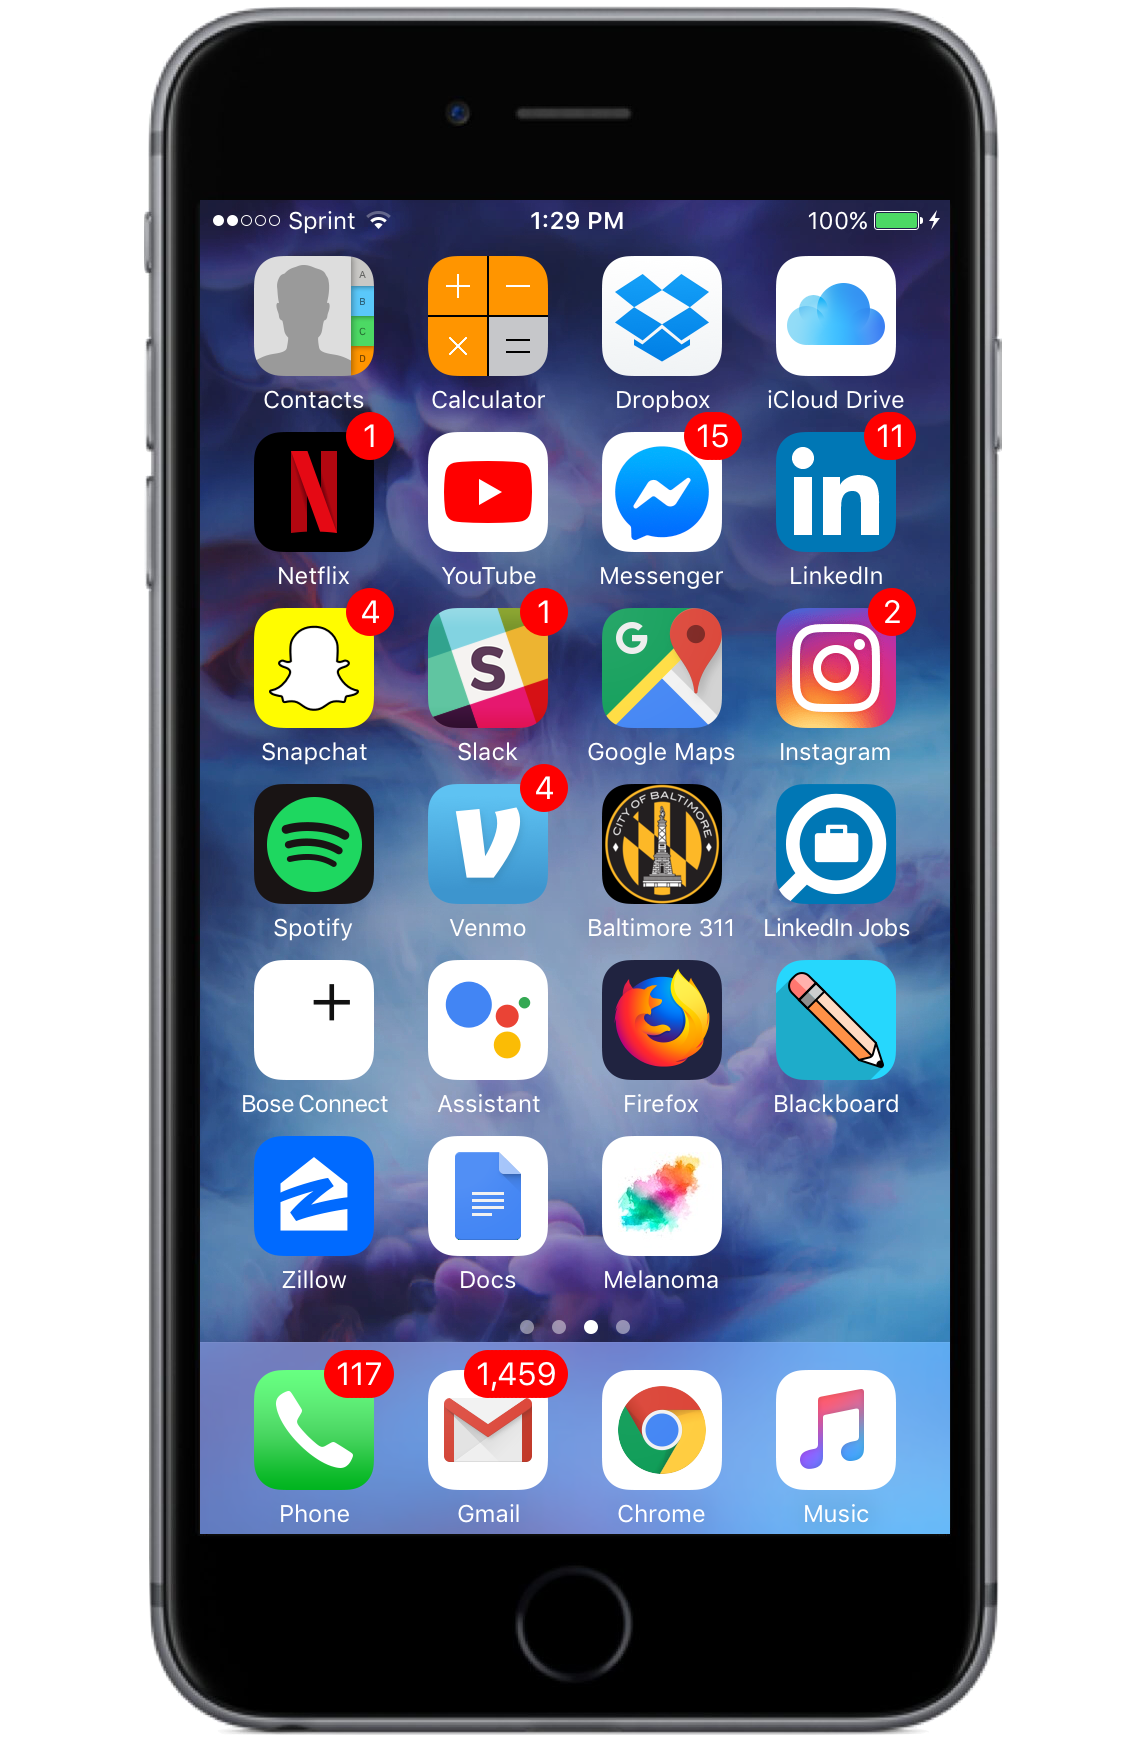 Sprint 1:29 PM 100%
A
B
C
D
Contacts Calculator Dropbox iCloud Drive
1 15 11
N in
Netflix YouTube Messenger LinkedIn
4 1 2
S G
Snapchat Slack Google Maps Instagram
4
CITY OF BALTIMORE
Spotify Venmo Baltimore 311 LinkedIn Jobs
Bose Connect Assistant Firefox Blackboard
Zillow Docs Melanoma
117 1,459
Phone Gmail Chrome Music